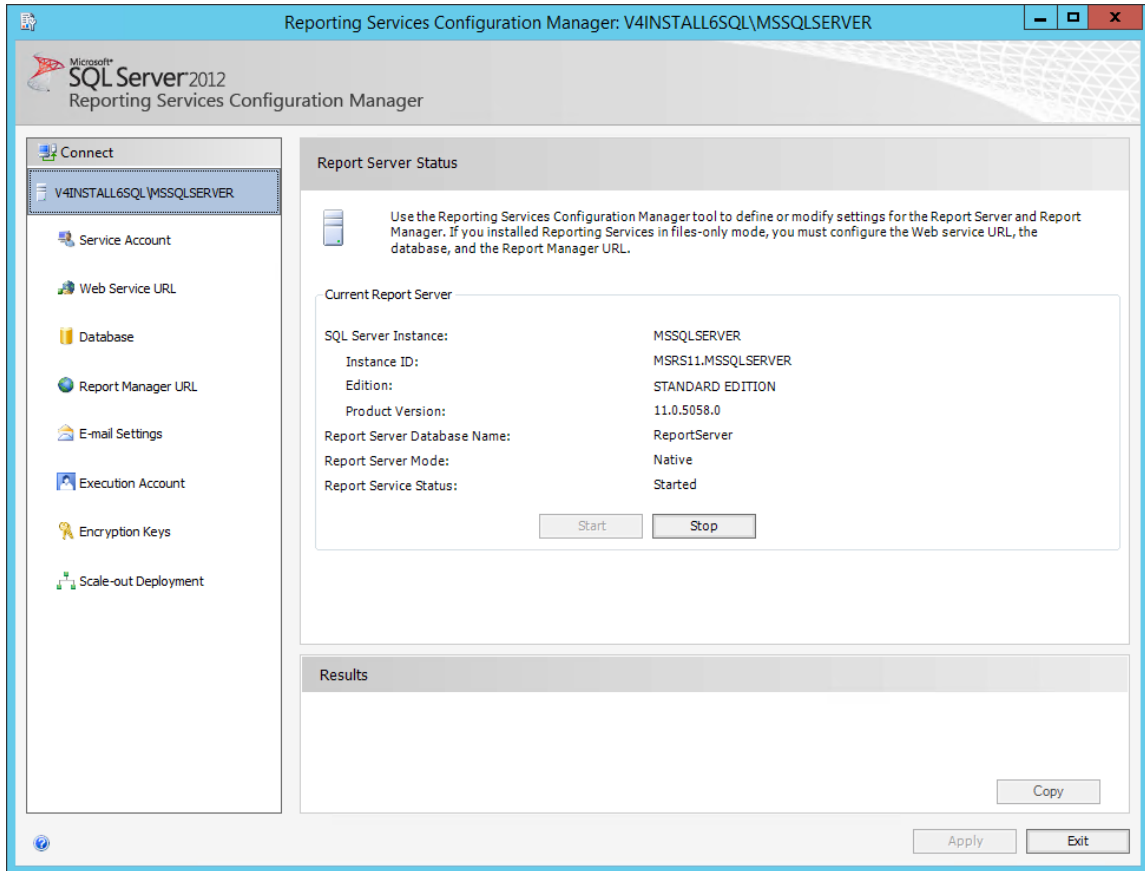 Reporting Services Configuration Manager: V4INSTALL6SQL\MSSQLSERVER
Microsoft
SQL Server 2012
Reporting Services Configuration Manager
Connect
V4INSTALL6SQL\MSSQLSERVER
Service Account
Web Service URL
Database
Report Manager URL
E-mail Settings
Execution Account
Encryption Keys
Scale-out Deployment
Report Server Status
Use the Reporting Services Configuration Manager tool to define or modify settings for the Report Server and Report
Manager. If you installed Reporting Services in files-only mode, you must configure the Web service URL, the
database, and the Report Manager URL.
Current Report Server
SQL Server Instance: MSSQLSERVER
Instance ID: MSRS11.MSSQLSERVER
Edition: STANDARD EDITION
Product Version: 11.0.5058.0
Report Server Database Name: ReportServer
Report Server Mode: Native
Report Service Status: Started
Start Stop
Results
Copy
Apply Exit